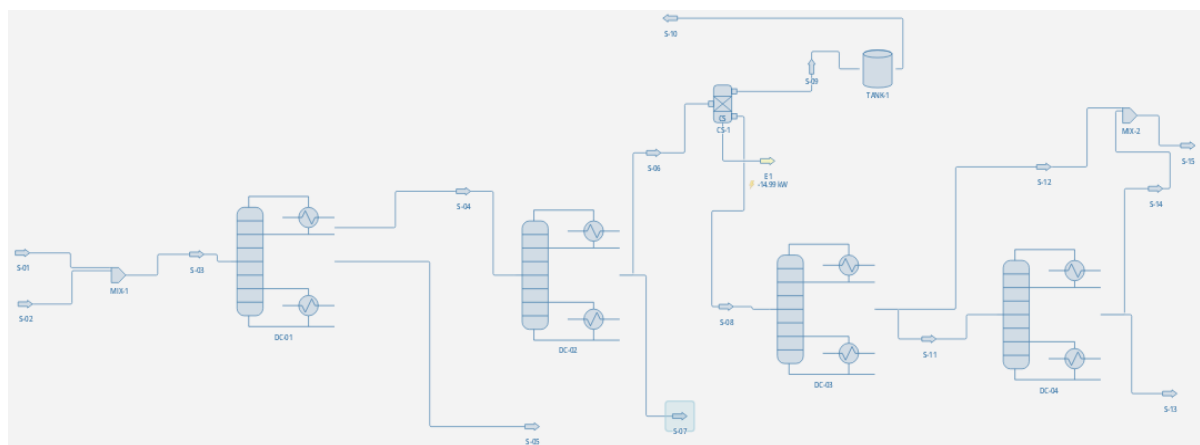 S-10
S-09
TANK-1
CS
CS-1
MIX-2
S-15
S-06
E1
-14.99 kW
S-12
S-14
S-04
S-01
S-03
MIX-1
S-02
DC-01
DC-02
S-08
S-11
DC-03
DC-04
S-13
S-05
S-07